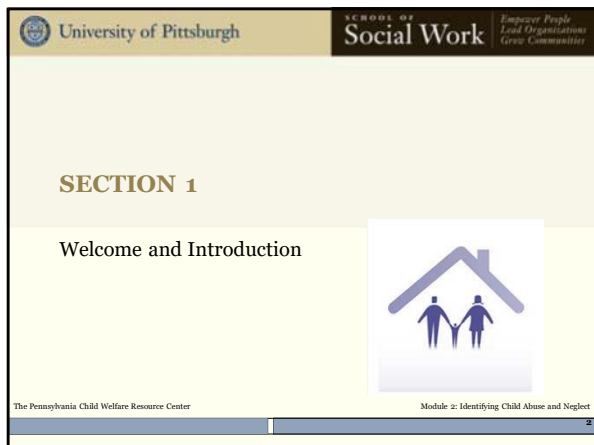 University of Pittsburgh
SCHOOL OF
Social Work
Empower People
Lead Organizations
Grow Communities
SECTION 1
Welcome and Introduction
The Pennsylvania Child Welfare Resource Center
Module 2: Identifying Child Abuse and Neglect
2